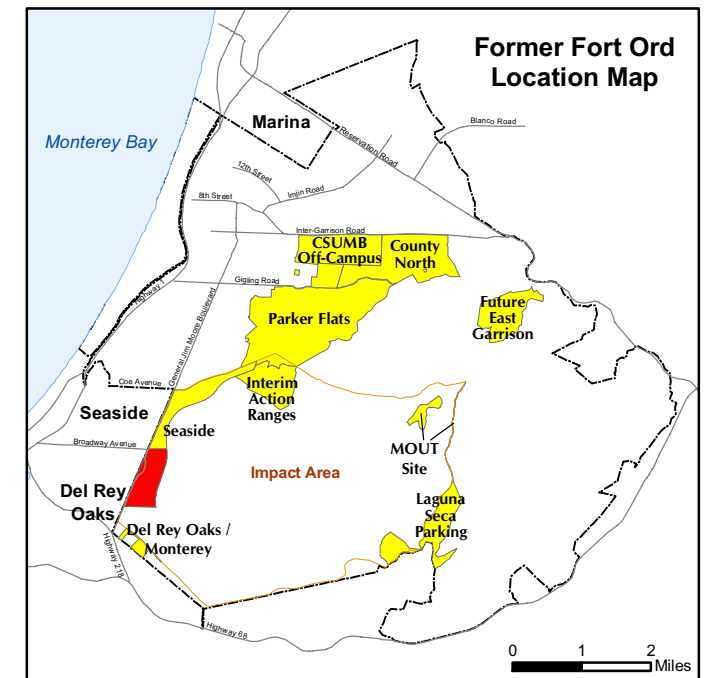 Former Fort Ord
Location Map
Marina
Blanco Road
Monterey Bay
Reservation Road
12th Street
Imjin Road
8th Street
Inter-Garrison Road
CSUMB
Off-Campus
County
North
Gigling Road
Highway 1
General Jim Moore Boulevard
Parker Flats
Future
East
Garrison
Coe Avenue
Interim
Action
Ranges
Seaside
Seaside
Broadway Avenue
MOUT
Site
Impact Area
Del Rey
Oaks
Laguna
Seca
Parking
Del Rey Oaks /
Monterey
Highway 218
Highway 68
0 1 2
Miles